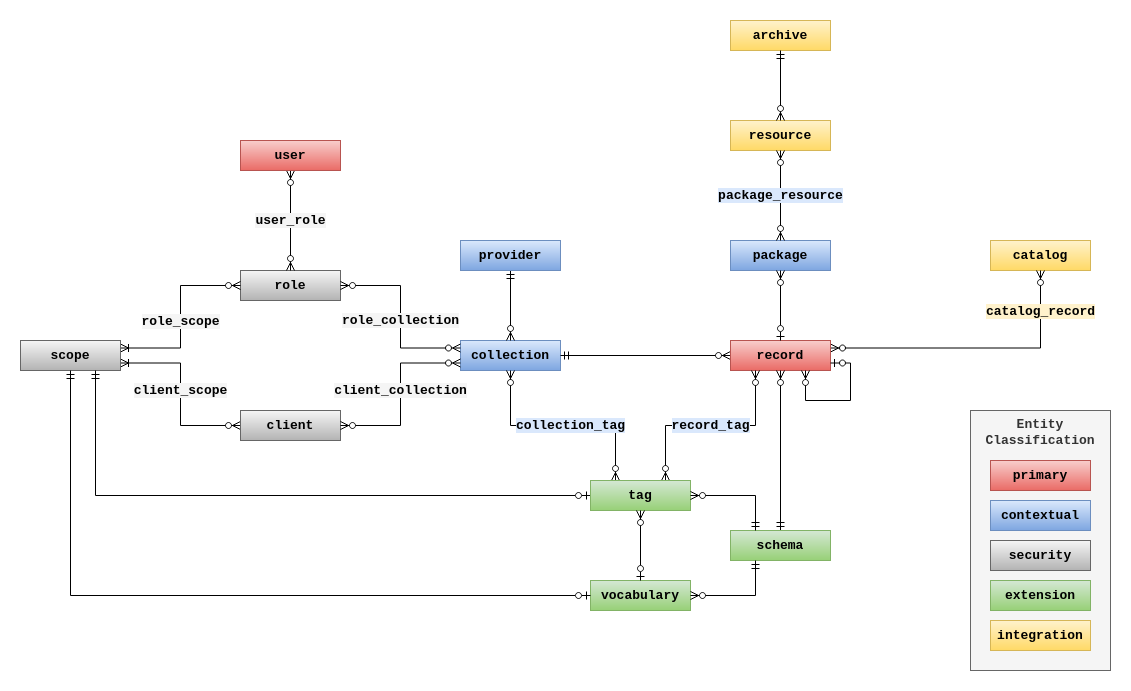 archive
resource
user
package_resource
user_role
provider
package
catalog
role
catalog_record
role_scope
role_collection
scope
collection
record
client_scope
client_collection
client
collection_tag
record_tag
Entity
Classification
primary
tag
contextual
schema
security
vocabulary
extension
integration